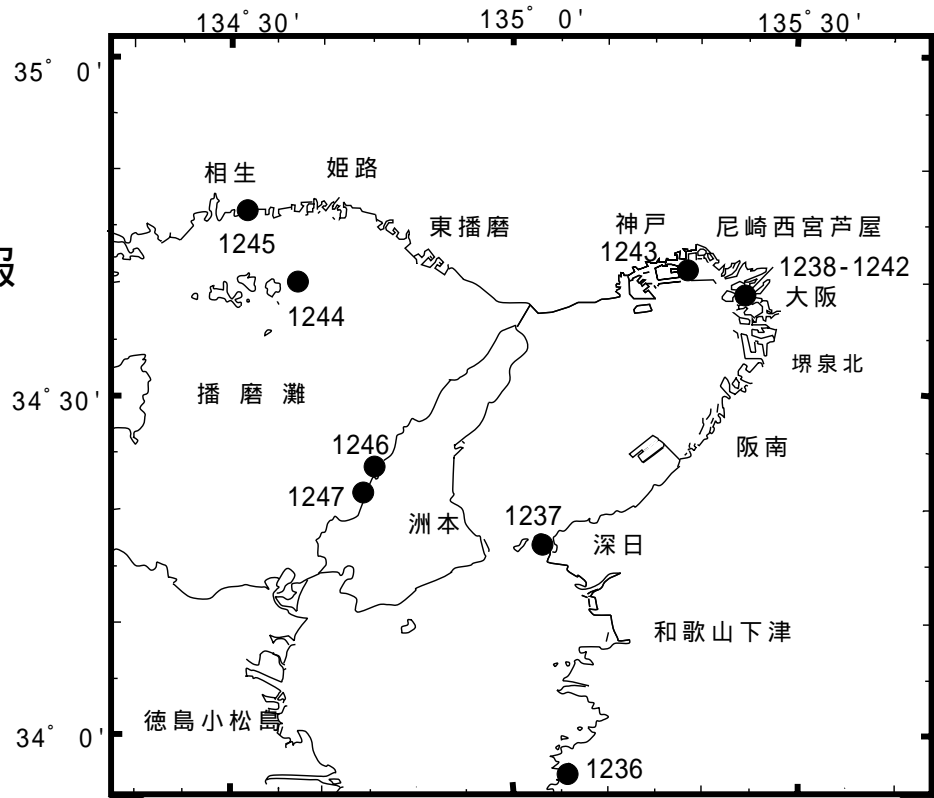 134°30'
135°0'
135°30'
35°0'
相生
姫路
報
1245
東播磨
神戸
1243
尼崎西宮芦屋
1238-1242
大阪
1244
堺泉北
34°30'
播磨灘
1246
阪南
1247
洲本
1237
深日
和歌山下津
徳島小松島
34°0'
1236